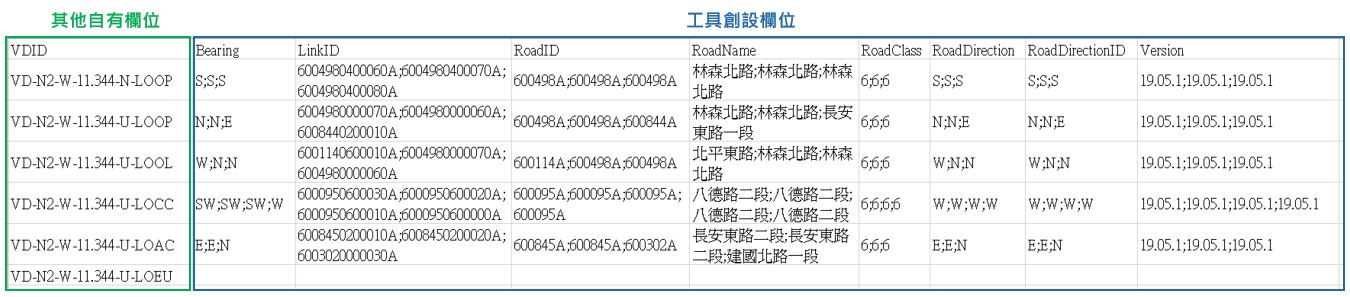 其他自有欄位 工具創設欄位
VDID Bearing LinkID RoadID RoadName RoadClass RoadDirection RoadDirectionID Version
VD-N2-W-11.344-N-LOOP S;S;S 6004980400060A;6004980400070A; 600498A;600498A;600498A 林森北路;林森北路;林森 6;6;6 S;S;S S;S;S 19.05.1;19.05.1;19.05.1
6004980400080A 北路
VD-N2-W-11.344-U-LOOP N;N;E 6004980000070A;6004980000060A; 600498A;600498A;600844A 林森北路;林森北路;長安 6;6;6 N;N;E N;N;E 19.05.1;19.05.1;19.05.1
6008440200010A 東路一段
VD-N2-W-11.344-U-LOOL W;N;N 6001140600010A;6004980000070A; 600114A;600498A;600498A 北平東路;林森北路;林森 6;6;6 W;N;N W;N;N 19.05.1;19.05.1;19.05.1
6004980000060A 北路
VD-N2-W-11.344-U-LOCC SW;SW;SW;W 6000950600030A;6000950600020A; 600095A;600095A;600095A; 八德路二段;八德路二段; 6;6;6;6 W;W;W;W W;W;W;W 19.05.1;19.05.1;19.05.1;19.05.1
6000950600010A;6000950600000A 600095A 八德路二段;八德路二段
VD-N2-W-11.344-U-LOAC E;E;N 6008450200010A;6008450200020A; 600845A;600845A;600302A 長安東路二段;長安東路 6;6;6 E;E;N E;E;N 19.05.1;19.05.1;19.05.1
6003020000030A 二段;建國北路一段
VD-N2-W-11.344-U-LOEU